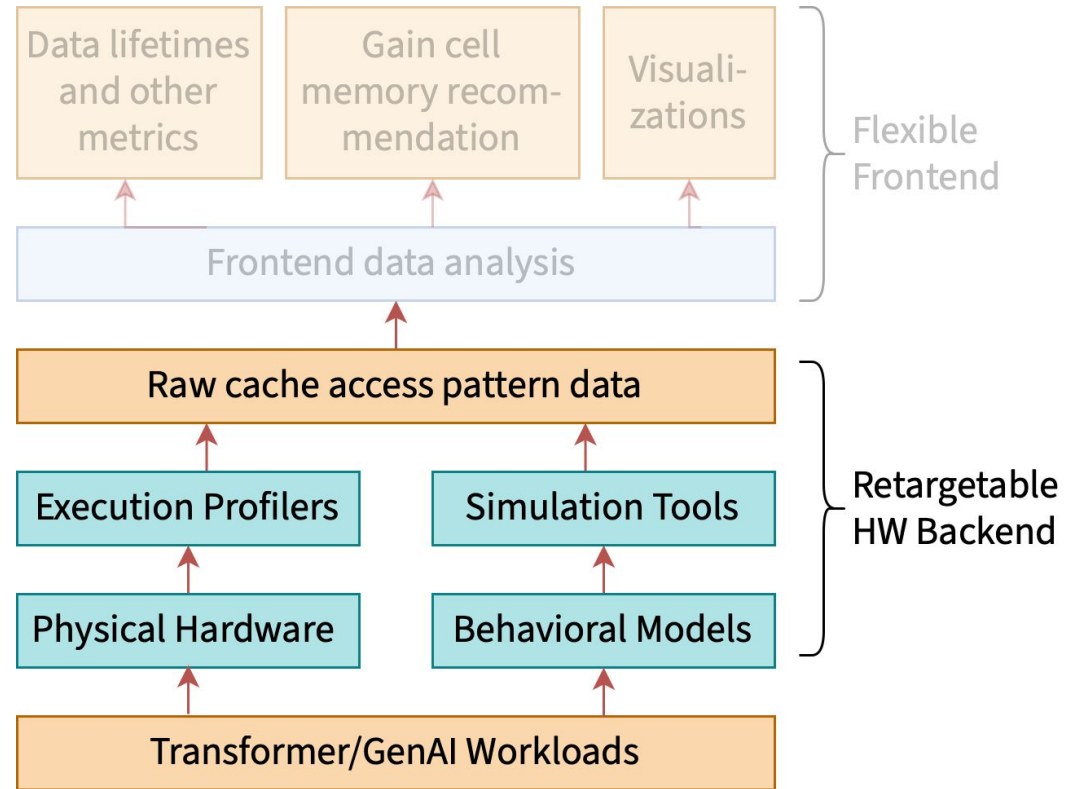 Data lifetimes
and other
metrics
Gain cell
memory recom-
mendation
Visuali-
zations
Flexible
Frontend
Frontend data analysis
Raw cache access pattern data
Execution Profilers
Simulation Tools
Retargetable
HW Backend
Physical Hardware
Behavioral Models
Transformer/GenAI Workloads